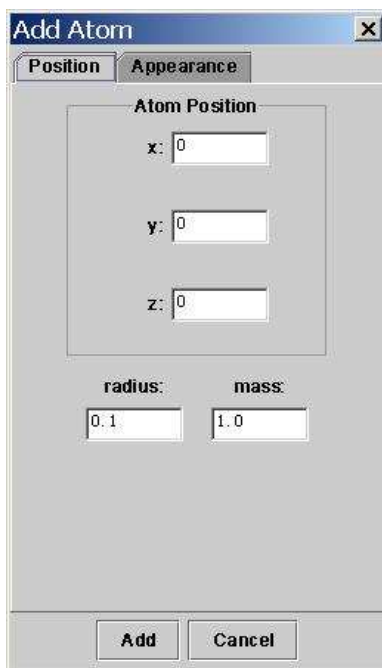 Add Atom
Position Appearance
Atom Position
x: 0
y: 0
z: 0
radius: mass:
0.1 1.0
Add Cancel